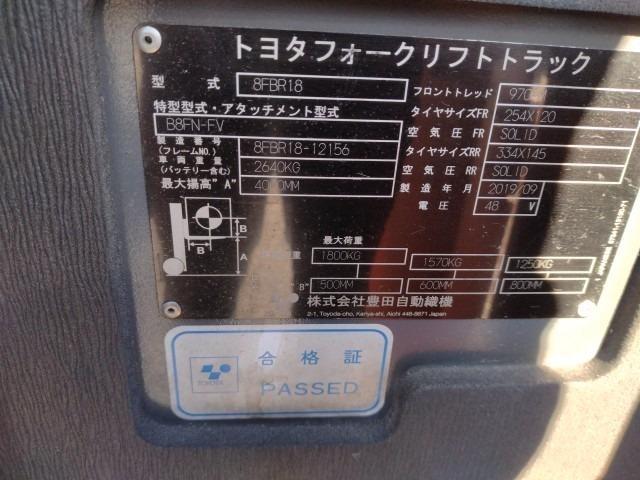 トヨタフォークリフトトラック
型 式 8FBR18
フロントトレッド 970
特型型式・アタッチメント型式
タイヤサイズFR 254X120
B8FN-FV
空気圧FR SOLID
製造番号
(フレームNO.) 8FBR18-12156
タイヤサイズRR 334X145
車両重量
(バッテリー含む) 2640KG
空気圧RR SOLID
最大揚高"A" 4000MM
製造年月 2019/09
電圧 48 V
B
B
A
最大荷重
重 1800KG 1570KG 1250KG
"B" 500MM 600MM 800MM
株式会社豊田自動織機
2-1, Toyoda-cho, Kariya-shi, Aichi 448-8671 Japan
TOYOTA
合格証
PASSED